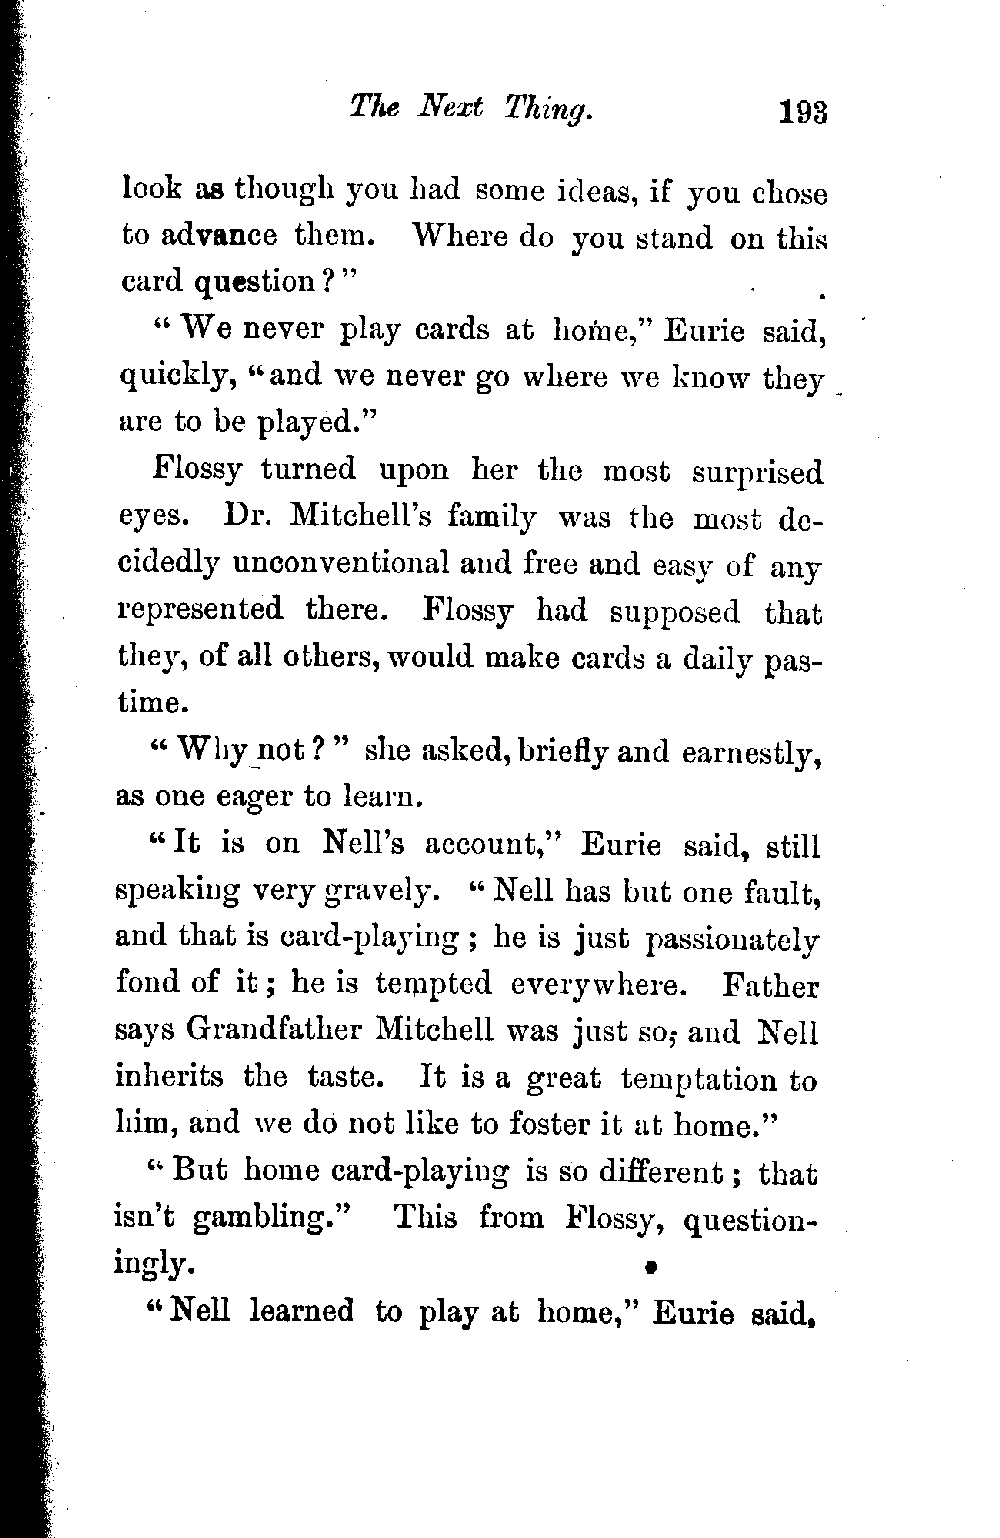 The Next Thing. 193
look as though you had some ideas, if you chose
to advance them. Where do you stand on this
card question?"
"We never play cards at home," Eurie said,
quickly, "and we never go where we know they
are to be played."
Flossy turned upon her the most surprised
eyes. Dr. Mitchell's family was the most de-
cidedly unconventional and free and easy of any
represented there. Flossy had supposed that
they, of all others, would make cards a daily pas-
time.
"Why not?" she asked, briefly and earnestly,
as one eager to learn.
"It is on Nell's account," Eurie said, still
speaking very gravely. "Nell has but one fault,
and that is card-playing; he is just passionately
fond of it; he is tempted everywhere. Father
says Grandfather Mitchell was just so, and Nell
inherits the taste. It is a great temptation to
him, and we do not like to foster it at home."
"But home card-playing is so different; that
isn't gambling." This from Flossy, question-
ingly.
"Nell learned to play at home," Eurie said,